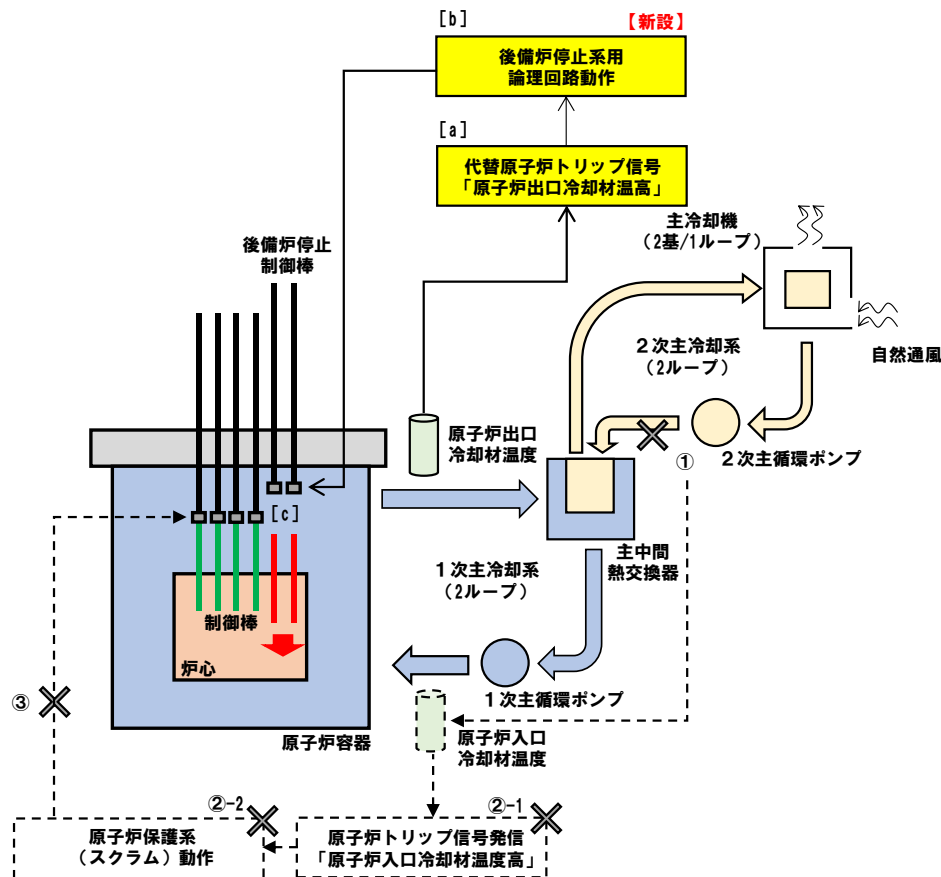 [b]
【新設】
後備炉停止系用
論理回路動作
[a]
代替原子炉トリップ信号
「原子炉出口冷却材温高」
主冷却機
（2基/1ループ）
後備炉停止
制御棒
自然通風
２次主冷却系
（2ループ）
原子炉出口
冷却材温度
①
２次主循環ポンプ
[c]
主中間
熱交換器
１次主冷却系
（2ループ）
制御棒
炉心
③
１次主循環ポンプ
原子炉容器
原子炉入口
冷却材温度
②-2
②-1
原子炉保護系
（スクラム）動作
原子炉トリップ信号発信
「原子炉入口冷却材温度高」